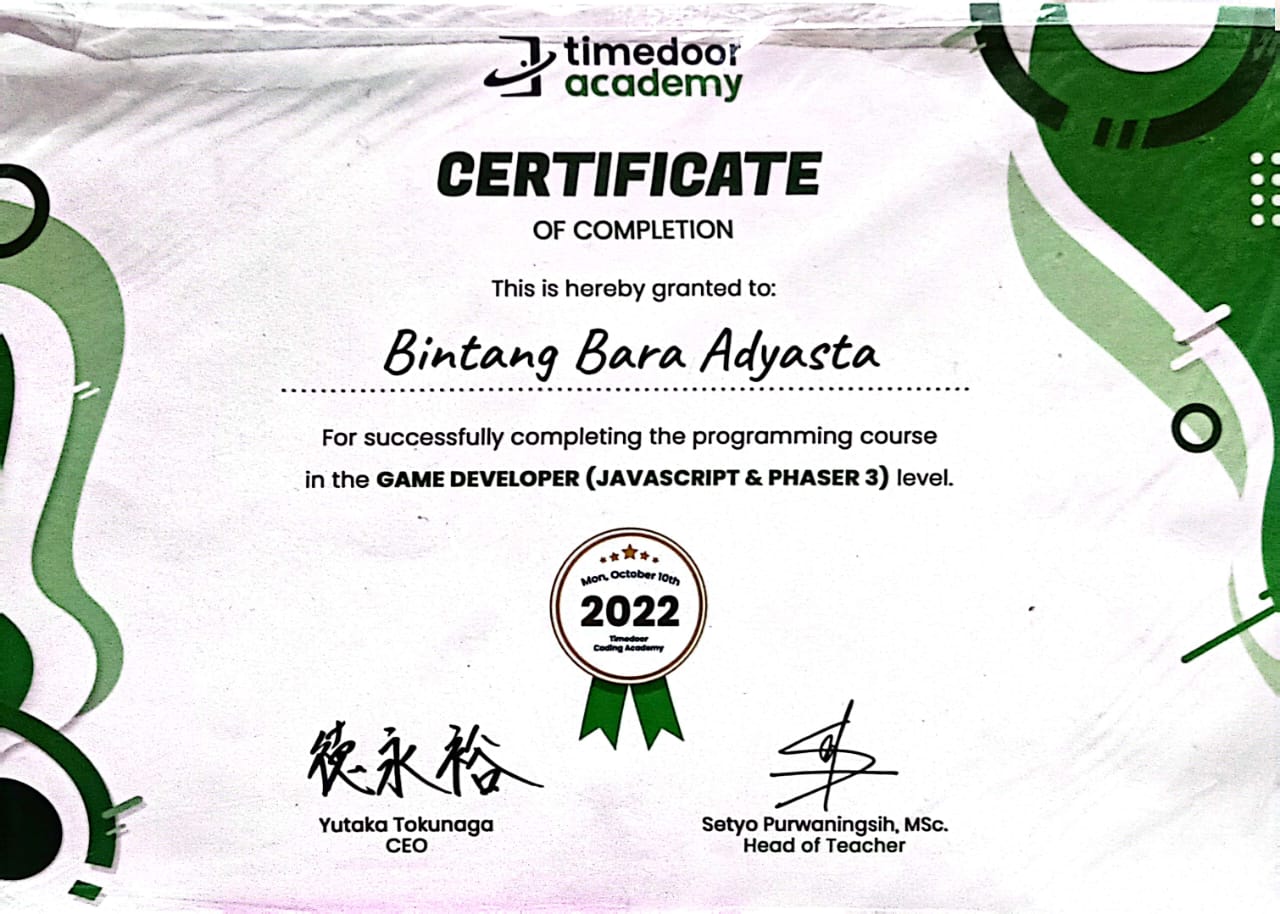 timedoor
academy
CERTIFICATE
OF COMPLETION
This is hereby granted to:
Bintang Bara Adyasta
For successfully completing the programming course
in the GAME DEVELOPER (JAVASCRIPT & PHASER 3) level.
Mon, October 10th
2022
Timedoor
Coding Academy
徳永裕
Yutaka Tokunaga
CEO
Setyo Purwaningsih, MSc.
Head of Teacher